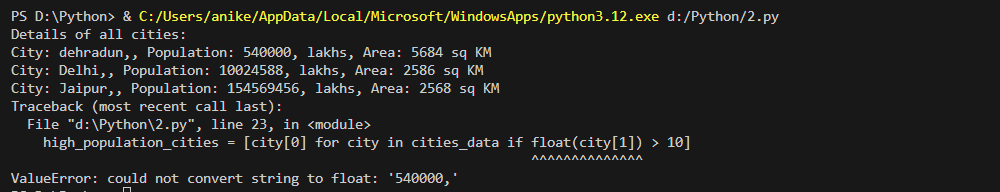 PS D:\Python> & C:/Users/anike/AppData/Local/Microsoft/WindowsApps/python3.12.exe d:/Python/2.py
Details of all cities:
City: dehradun,, Population: 540000, lakhs, Area: 5684 sq KM
City: Delhi,, Population: 10024588, lakhs, Area: 2586 sq KM
City: Jaipur,, Population: 154569456, lakhs, Area: 2568 sq KM
Traceback (most recent call last):
  File "d:\Python\2.py", line 23, in <module>
    high_population_cities = [city[0] for city in cities_data if float(city[1]) > 10]
                                                                 ^^^^^^^^^^^^^^
ValueError: could not convert string to float: '540000,'